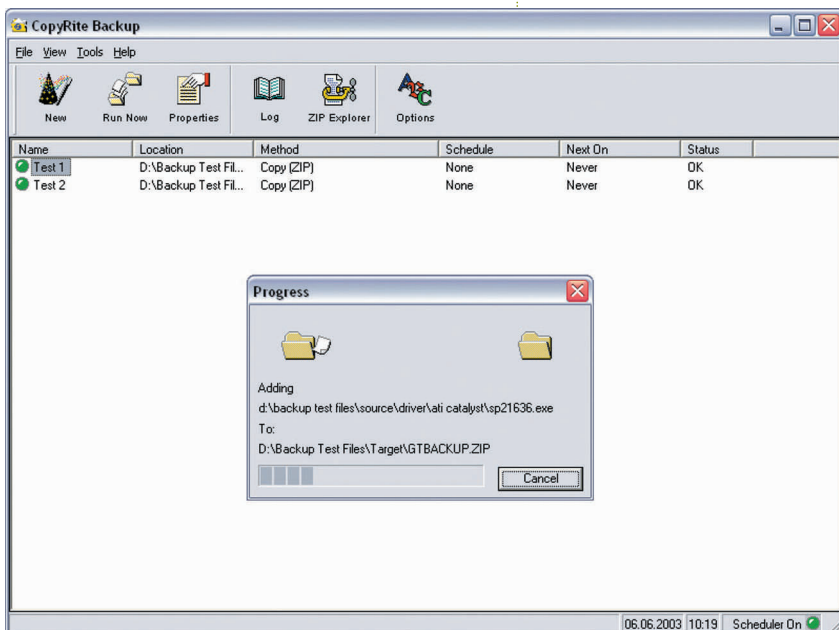 CopyRite Backup
File View Tools Help
New Run Now Properties Log ZIP Explorer Options
Name Location Method Schedule Next On Status
Test 1 D:\Backup Test Fil... Copy (ZIP) None Never OK
Test 2 D:\Backup Test Fil... Copy (ZIP) None Never OK
Progress
Adding
d:\backup test files\source\driver\ati catalyst\sp21636.exe
To:
D:\Backup Test Files\Target\GTBACKUP.ZIP
Cancel
06.06.2003 10:19 Scheduler On